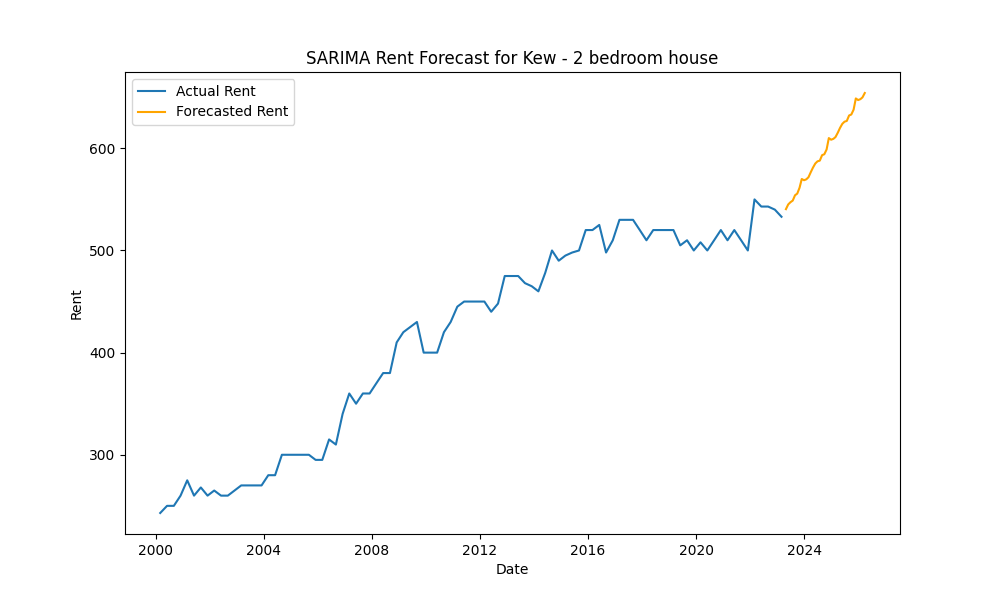 SARIMA Rent Forecast for Kew - 2 bedroom house
Actual Rent
Forecasted Rent
600
500
400
300
Rent
2000 2004 2008 2012 2016 2020 2024
Date